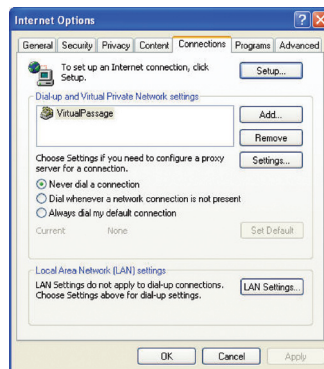 Internet Options
General Security Privacy Content Connections Programs Advanced
To set up an Internet connection, click
Setup.
Setup...
Dial-up and Virtual Private Network settings
VirtualPassage
Add...
Remove
Choose Settings if you need to configure a proxy
server for a connection.
Settings...
Never dial a connection
Dial whenever a network connection is not present
Always dial my default connection
Current None
Set Default
Local Area Network (LAN) settings
LAN Settings do not apply to dial-up connections.
Choose Settings above for dial-up settings.
LAN Settings...
OK Cancel Apply